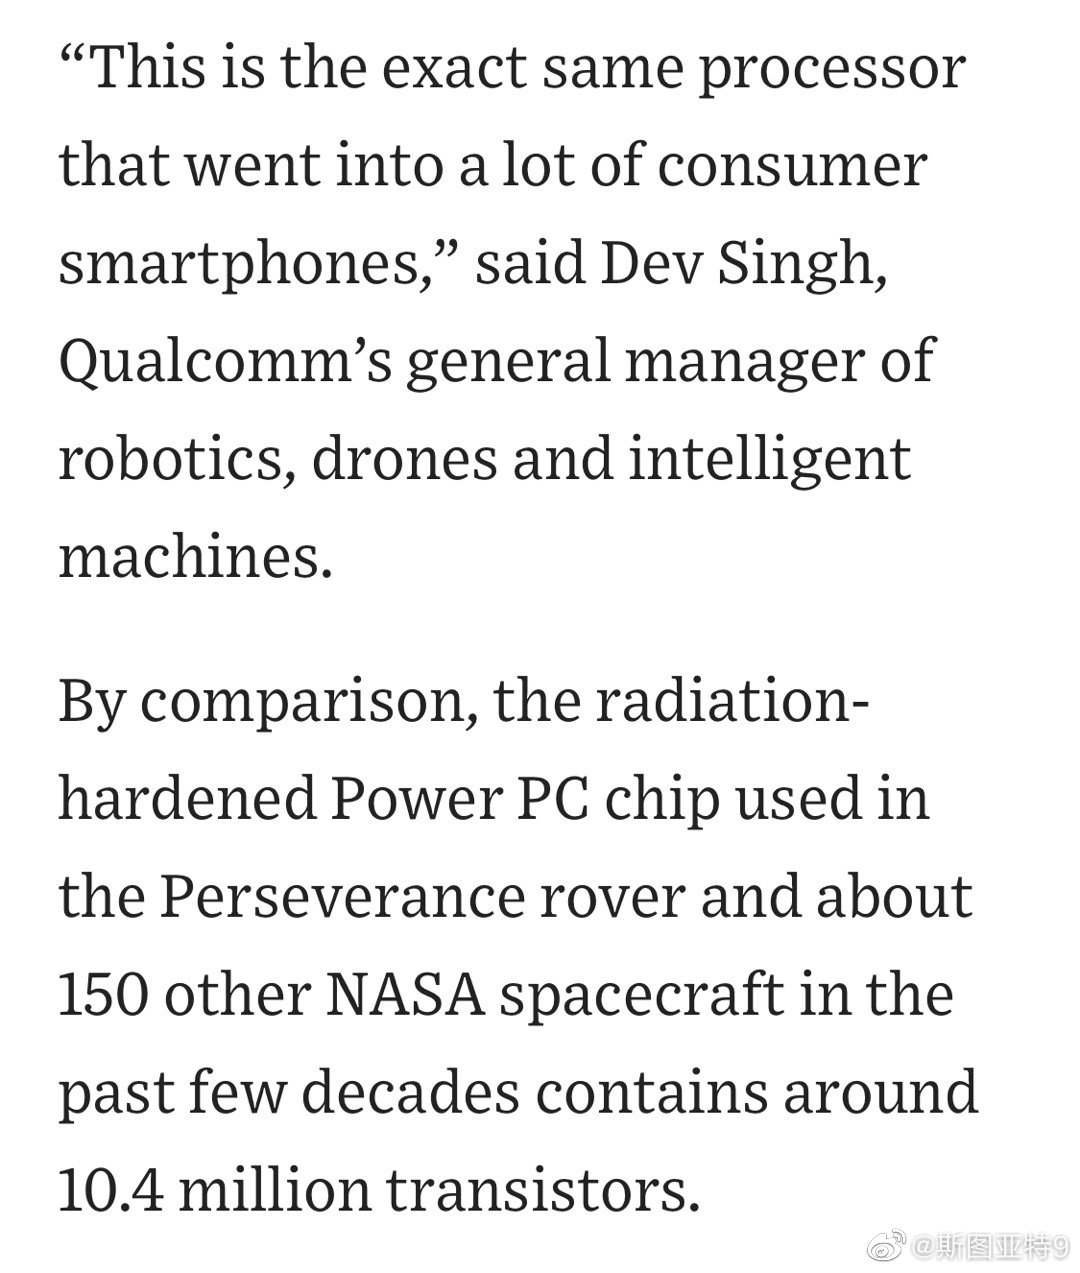 “This is the exact same processor
that went into a lot of consumer
smartphones,” said Dev Singh,
Qualcomm’s general manager of
robotics, drones and intelligent
machines.
By comparison, the radiation-
hardened Power PC chip used in
the Perseverance rover and about
150 other NASA spacecraft in the
past few decades contains around
10.4 million transistors.
@斯图亚特9